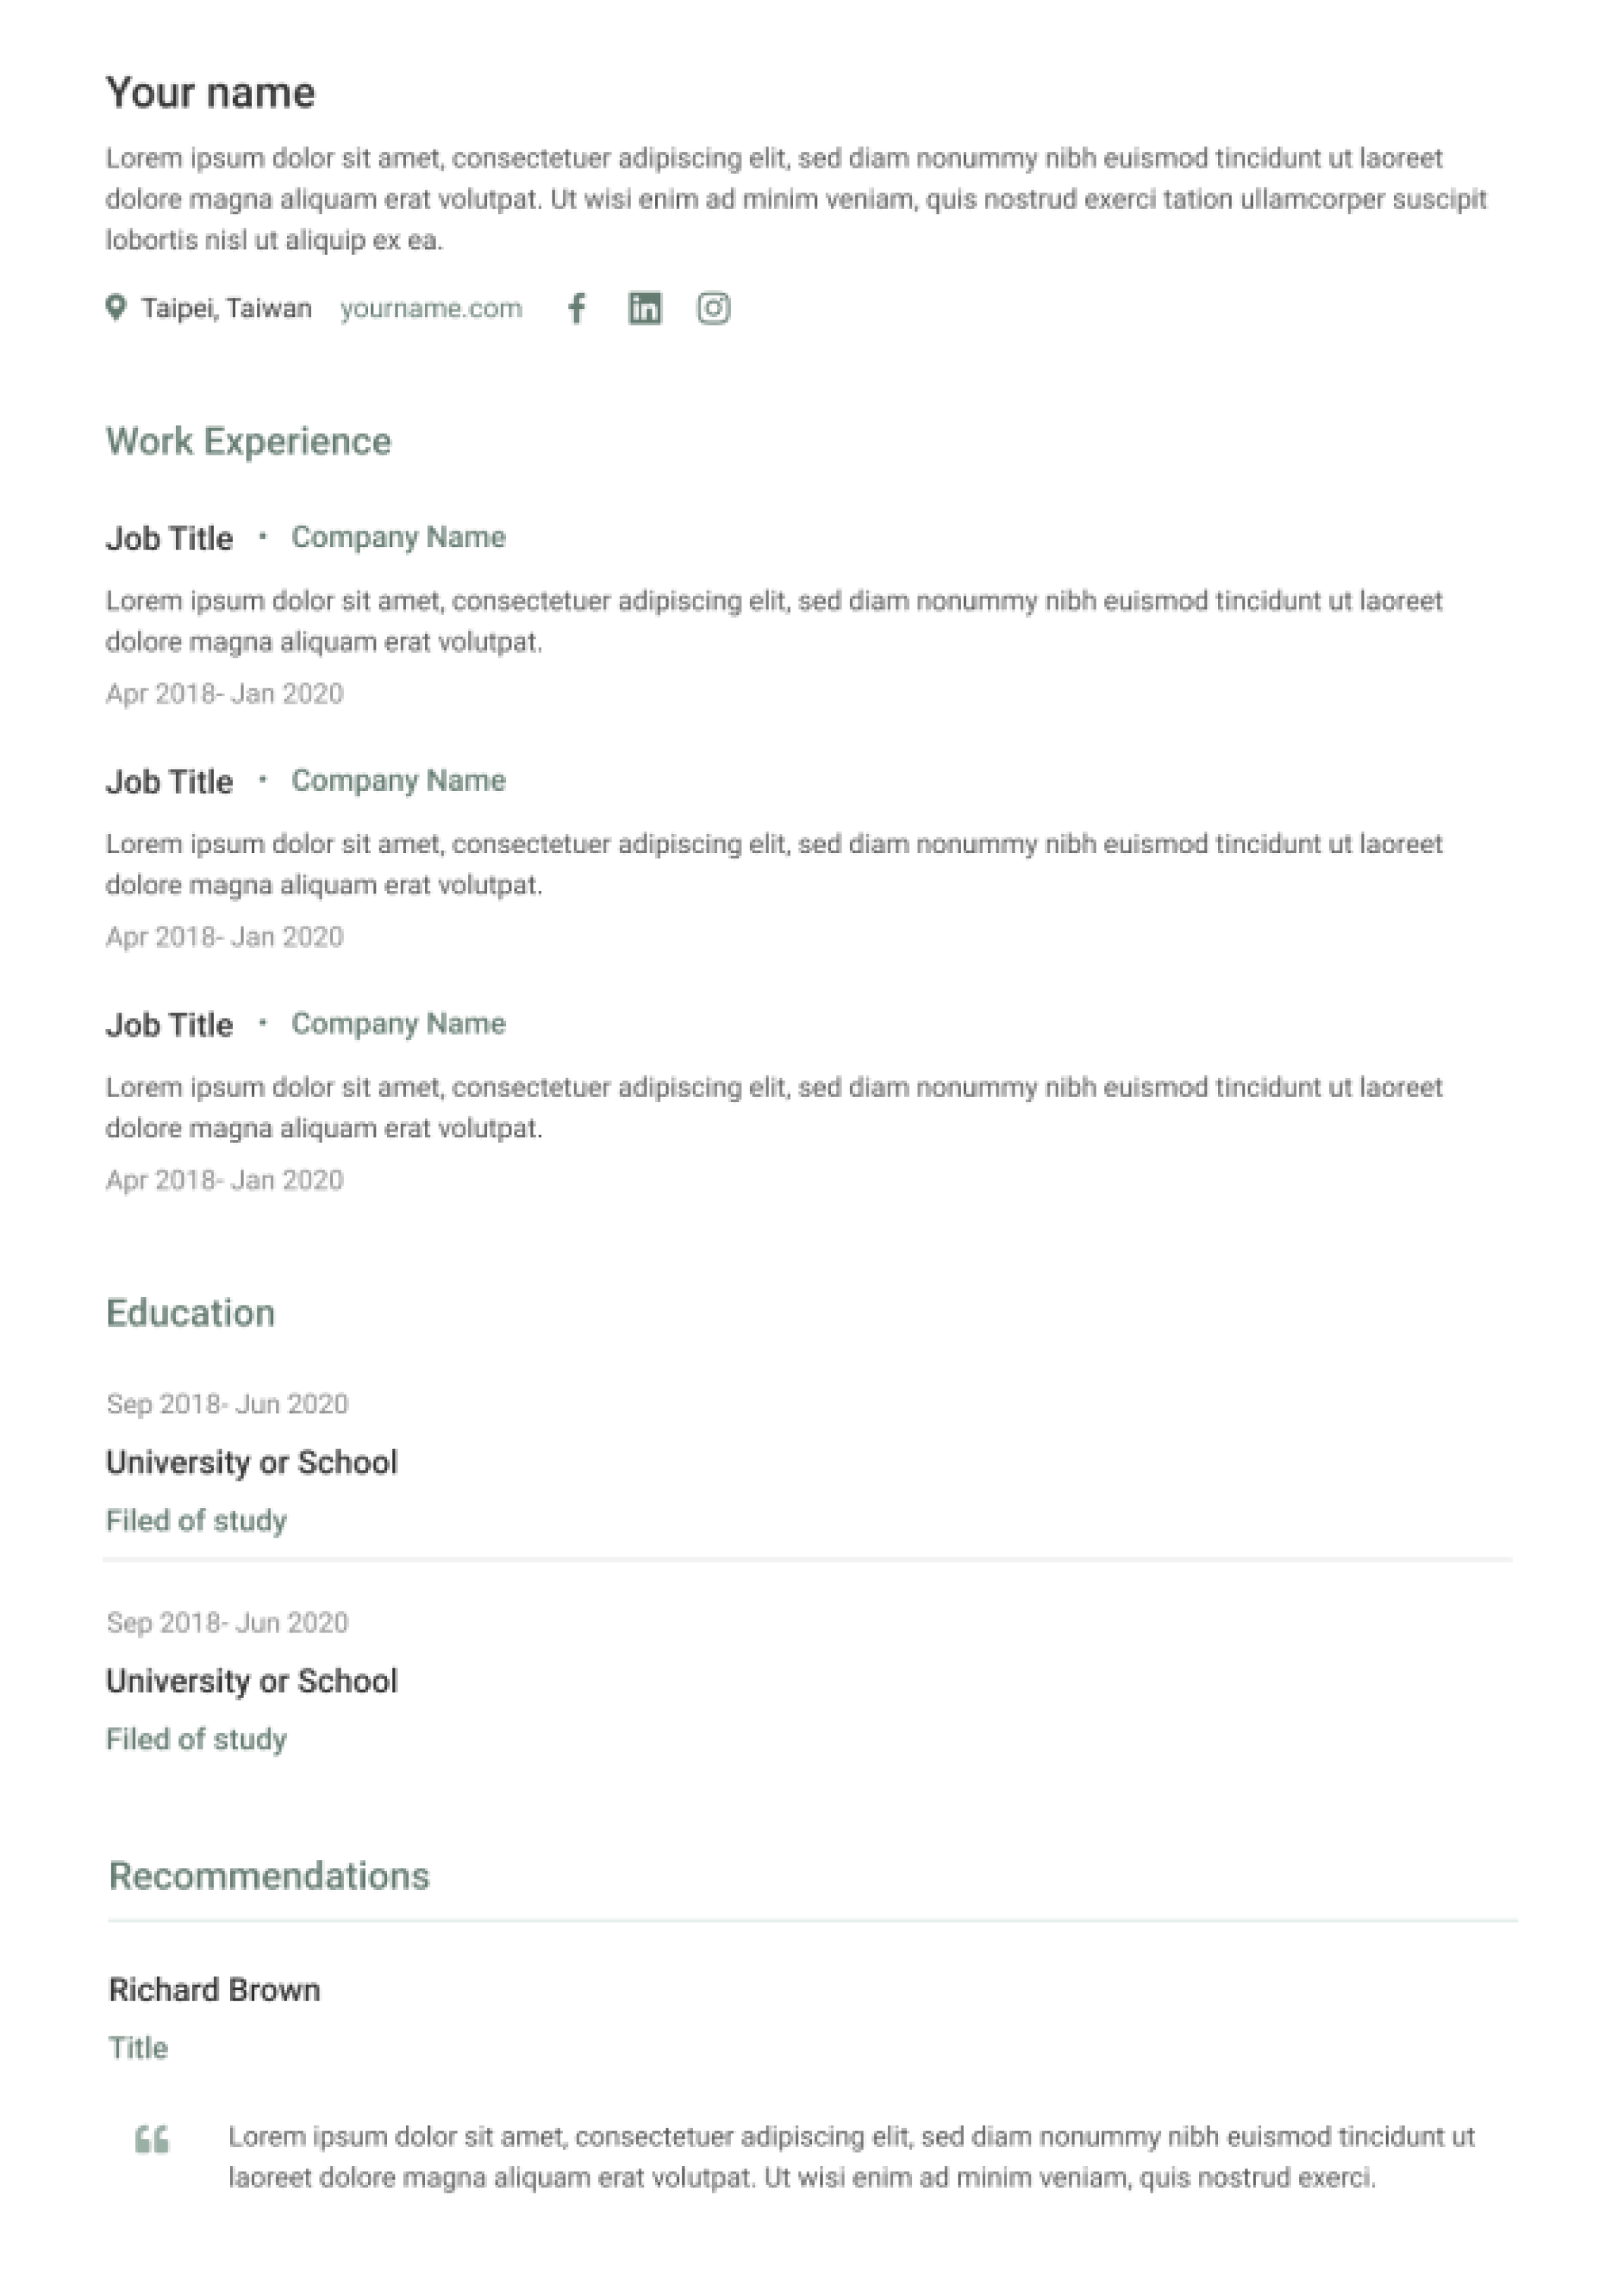 Your name
Lorem ipsum dolor sit amet, consectetuer adipiscing elit, sed diam nonummy nibh euismod tincidunt ut laoreet
dolore magna aliquam erat volutpat. Ut wisi enim ad minim veniam, quis nostrud exerci tation ullamcorper suscipit
lobortis nisl ut aliquip ex ea.
Taipei, Taiwan yourname.com f in
Work Experience
Job Title · Company Name
Lorem ipsum dolor sit amet, consectetuer adipiscing elit, sed diam nonummy nibh euismod tincidunt ut laoreet
dolore magna aliquam erat volutpat.
Apr 2018- Jan 2020
Job Title · Company Name
Lorem ipsum dolor sit amet, consectetuer adipiscing elit, sed diam nonummy nibh euismod tincidunt ut laoreet
dolore magna aliquam erat volutpat.
Apr 2018- Jan 2020
Job Title · Company Name
Lorem ipsum dolor sit amet, consectetuer adipiscing elit, sed diam nonummy nibh euismod tincidunt ut laoreet
dolore magna aliquam erat volutpat.
Apr 2018- Jan 2020
Education
Sep 2018- Jun 2020
University or School
Filed of study
Sep 2018- Jun 2020
University or School
Filed of study
Recommendations
Richard Brown
Title
“ Lorem ipsum dolor sit amet, consectetuer adipiscing elit, sed diam nonummy nibh euismod tincidunt ut
laoreet dolore magna aliquam erat volutpat. Ut wisi enim ad minim veniam, quis nostrud exerci.